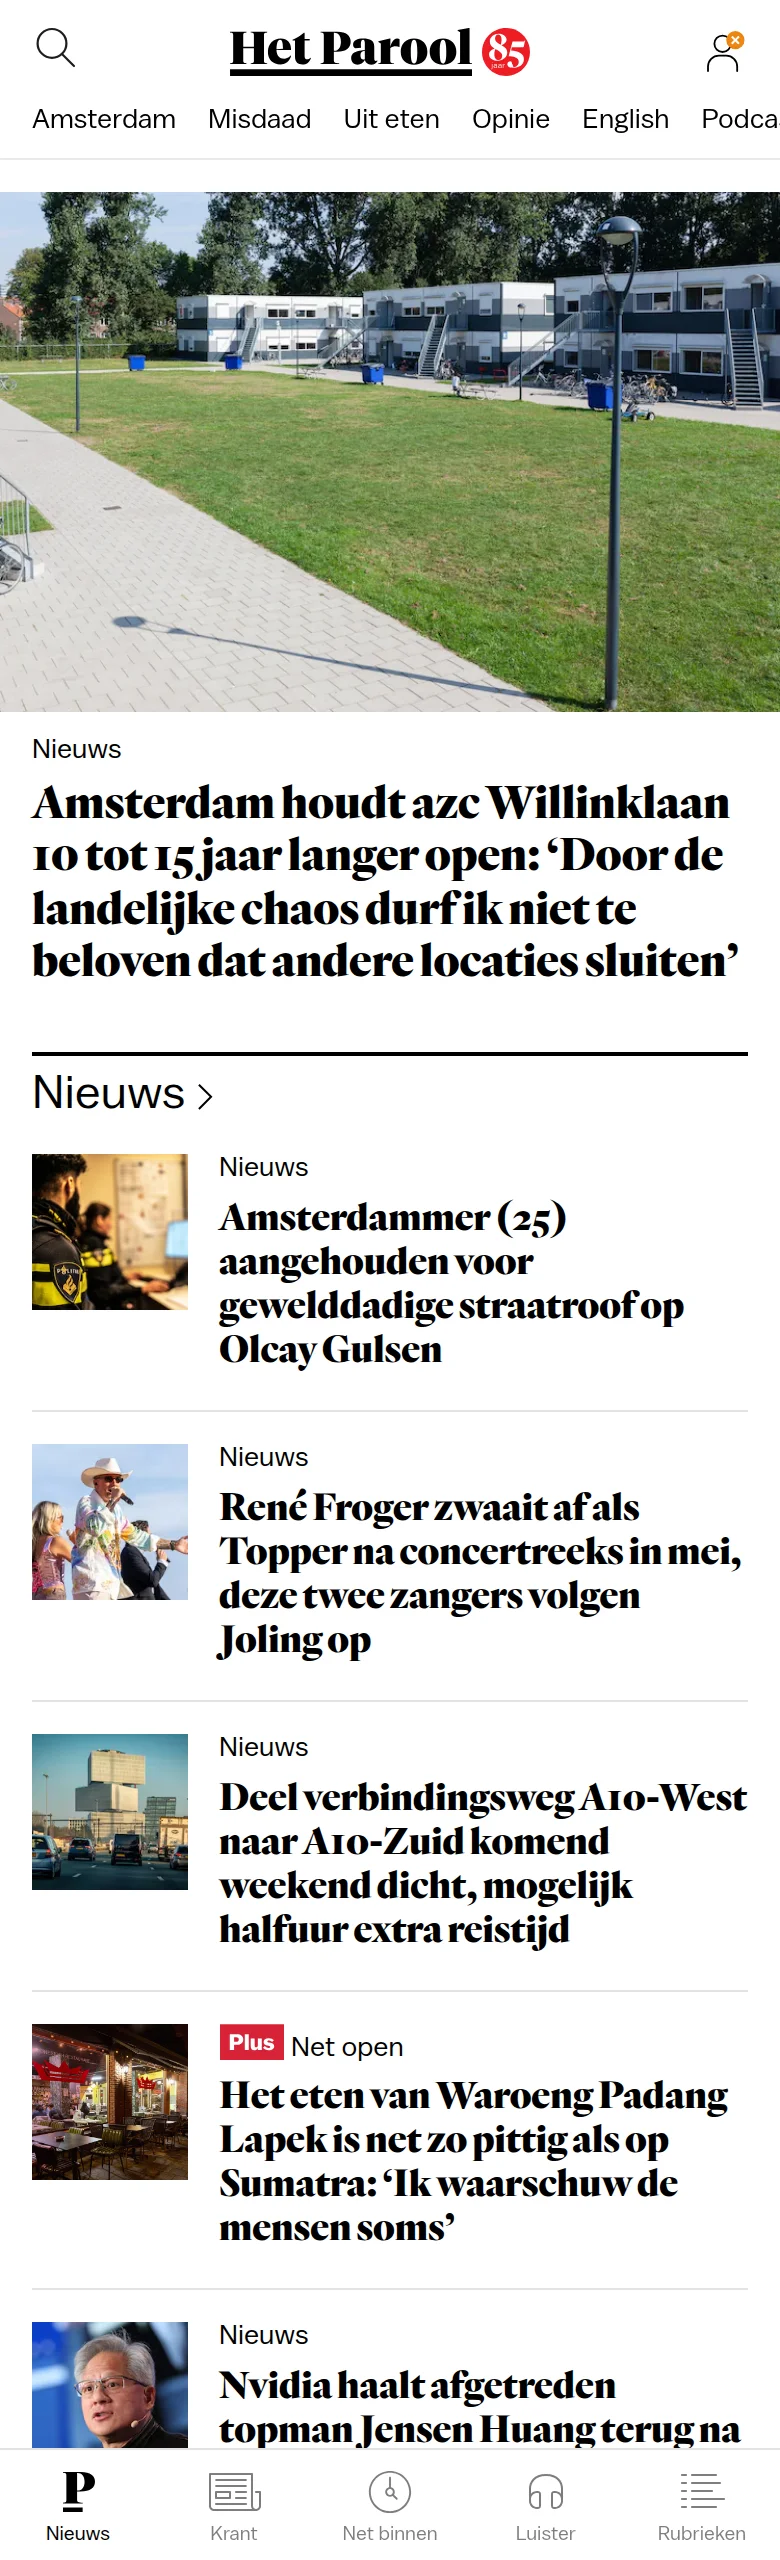 Het Parool 85 jaar
Amsterdam Misdaad Uit eten Opinie English Podcas
Nieuws
Amsterdam houdt azc Willinklaan
10 tot 15 jaar langer open: ‘Door de
landelijke chaos durf ik niet te
beloven dat andere locaties sluiten’
Nieuws
Nieuws
Amsterdammer (25)
aangehouden voor
gewelddadige straatroof op
Olcay Gulsen
Nieuws
René Froger zwaait af als
Topper na concertreeks in mei,
deze twee zangers volgen
Joling op
Nieuws
Deel verbindingsweg A10-West
naar A10-Zuid komend
weekend dicht, mogelijk
halfuur extra reistijd
Plus Net open
Het eten van Waroeng Padang
Lapek is net zo pittig als op
Sumatra: ‘Ik waarschuw de
mensen soms’
Nieuws
Nvidia haalt afgetreden
topman Jensen Huang terug na
P
Nieuws Krant Net binnen Luister Rubrieken